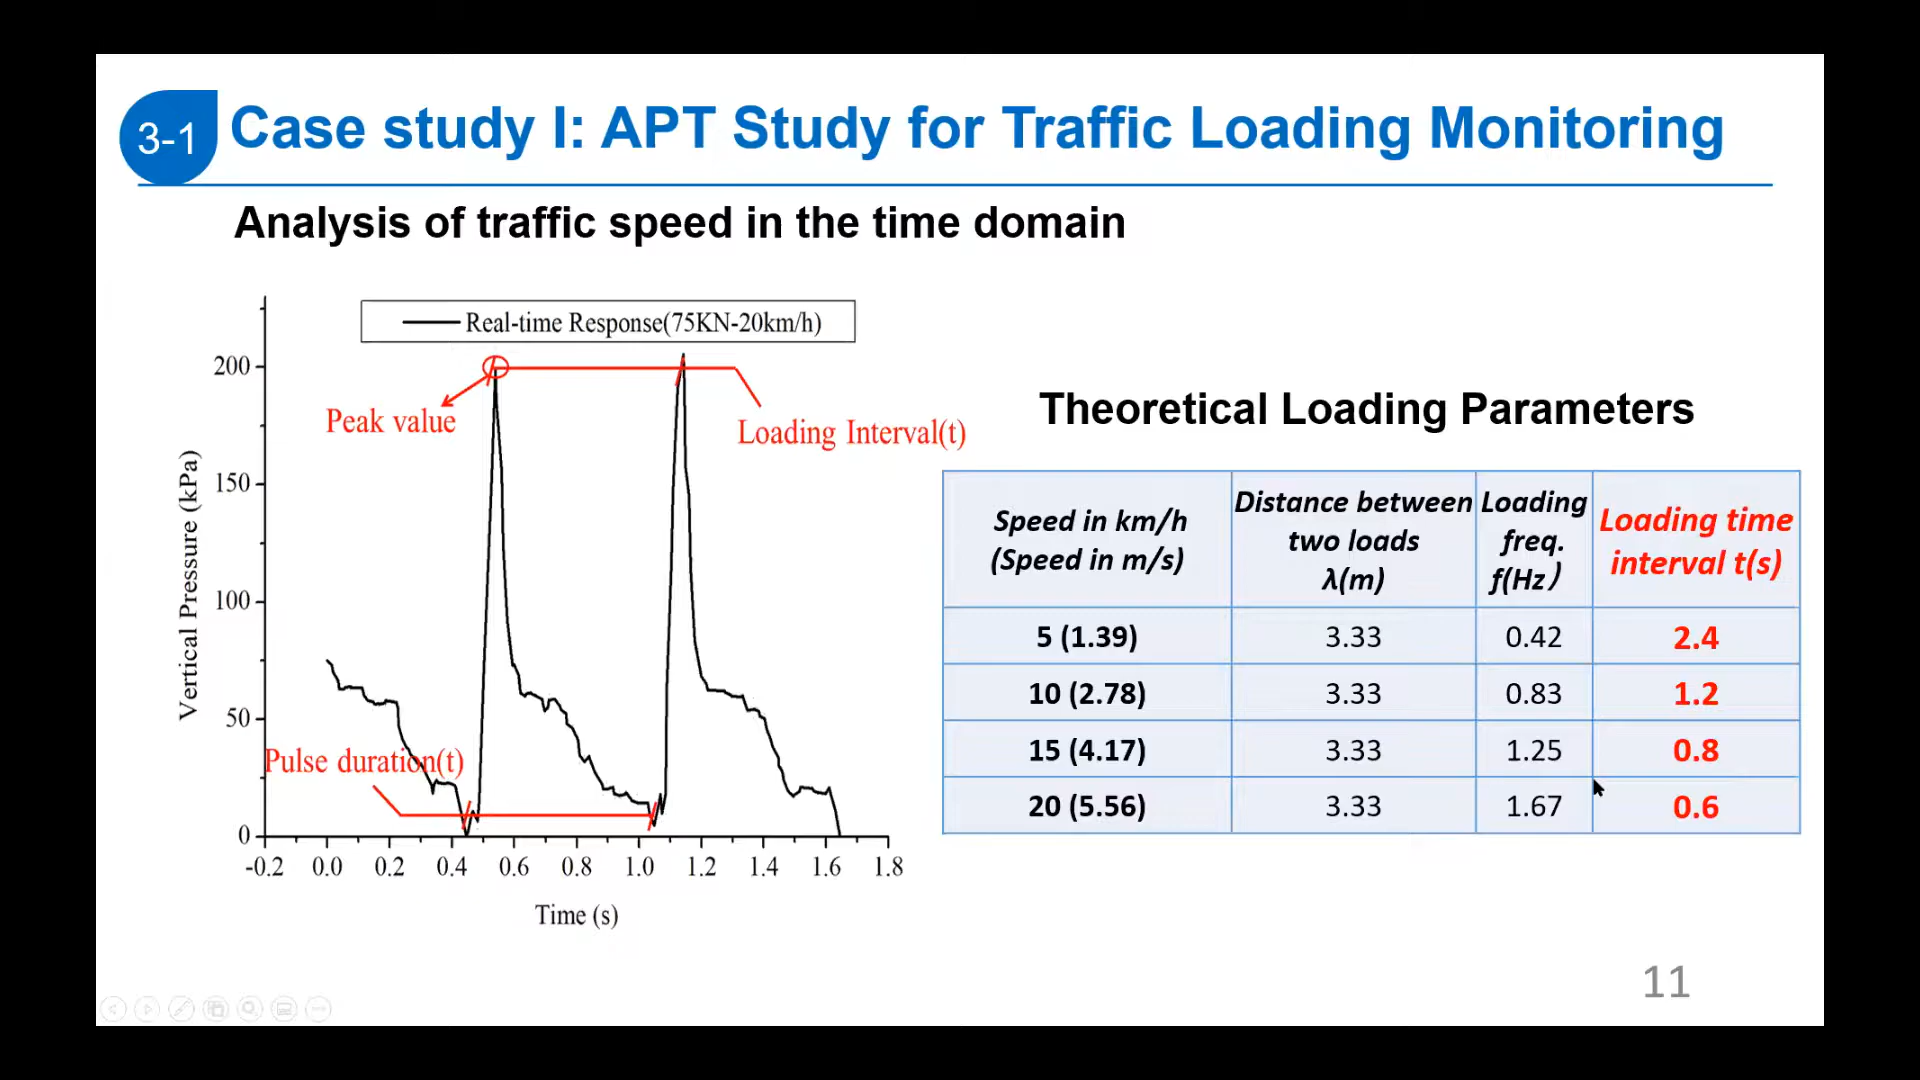 3-1
Case study I: APT Study for Traffic Loading Monitoring
Analysis of traffic speed in the time domain
Real-time Response(75KN-20km/h)
Peak value
Loading Interval(t)
Pulse duration(t)
Vertical Pressure (kPa)
200
150
100
50
0
-0.2 0.0 0.2 0.4 0.6 0.8 1.0 1.2 1.4 1.6 1.8
Time (s)
Theoretical Loading Parameters
Speed in km/h
(Speed in m/s)
Distance between
two loads
λ(m)
Loading
freq.
f(Hz)
Loading time
interval t(s)
5 (1.39) 3.33 0.42 2.4
10 (2.78) 3.33 0.83 1.2
15 (4.17) 3.33 1.25 0.8
20 (5.56) 3.33 1.67 0.6
11